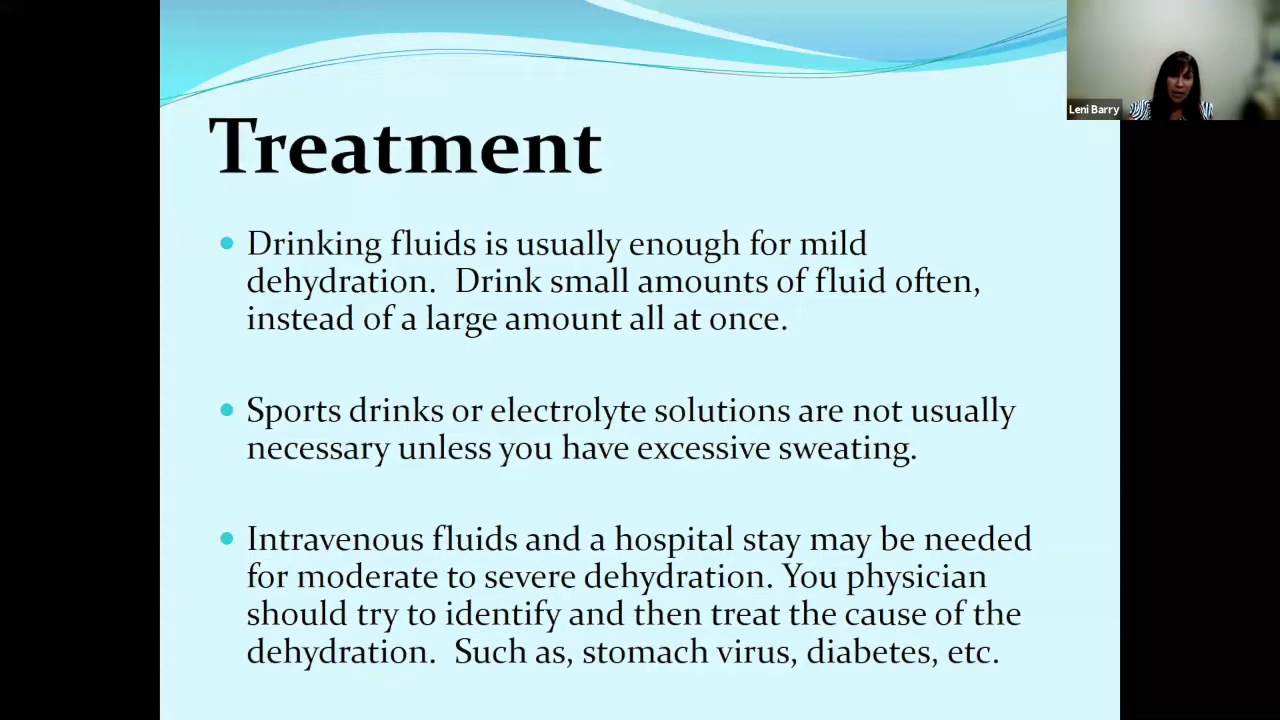 Leni Barry
Treatment
• Drinking fluids is usually enough for mild
dehydration.  Drink small amounts of fluid often,
instead of a large amount all at once.
• Sports drinks or electrolyte solutions are not usually
necessary unless you have excessive sweating.
• Intravenous fluids and a hospital stay may be needed
for moderate to severe dehydration. You physician
should try to identify and then treat the cause of the
dehydration.  Such as, stomach virus, diabetes, etc.